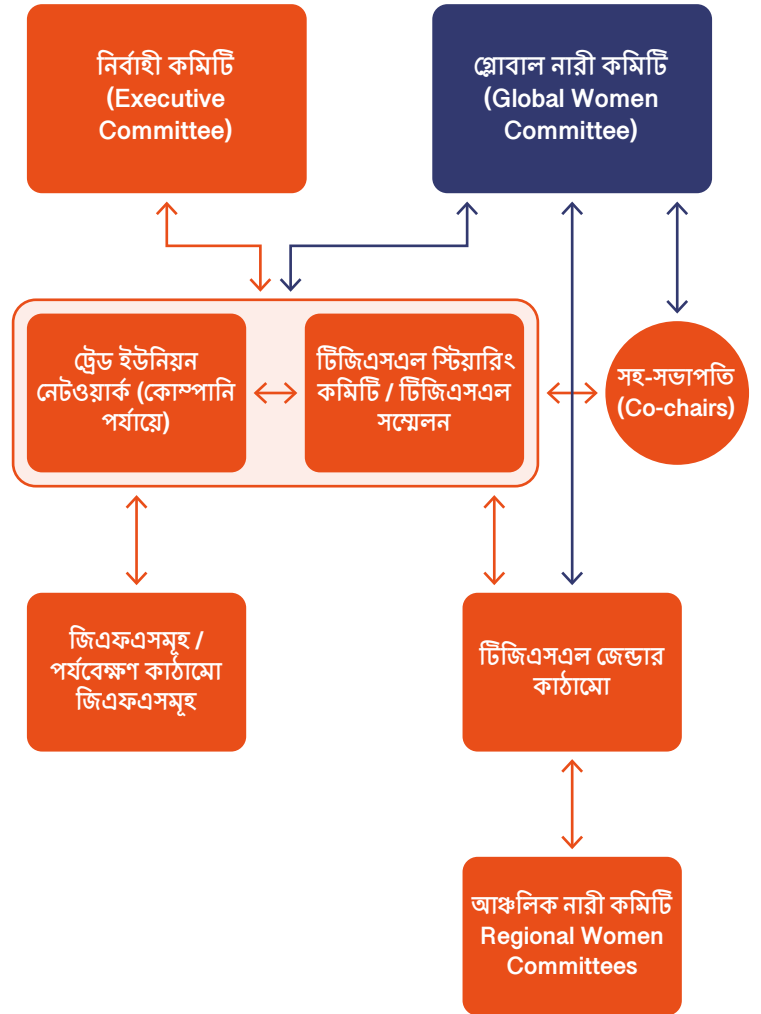 নির্বাহী কমিটি
(Executive
Committee)
গ্লোবাল নারী কমিটি
(Global Women
Committee)
ট্রেড ইউনিয়ন
নেটওয়ার্ক (কোম্পানি
পর্যায়ে)
টিজিএসএল স্টিয়ারিং
কমিটি / টিজিএসএল
সম্মেলন
সহ-সভাপতি
(Co-chairs)
জিএফএসমূহ /
পর্যবেক্ষণ কাঠামো
জিএফএসমূহ
টিজিএসএল জেন্ডার
কাঠামো
আঞ্চলিক নারী কমিটি
Regional Women
Committees